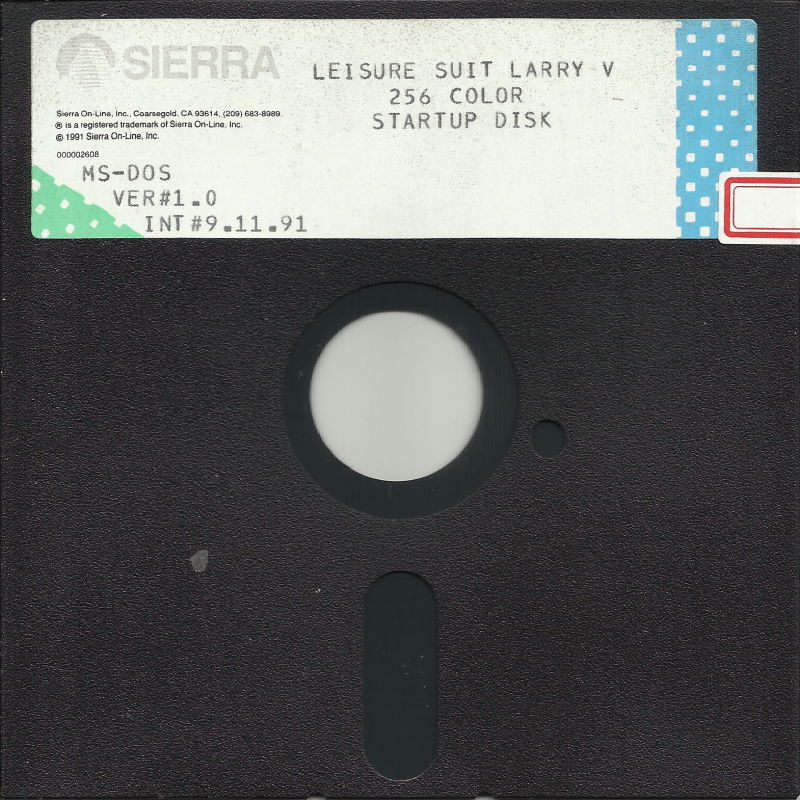 SIERRA
LEISURE SUIT LARRY V
256 COLOR
STARTUP DISK
Sierra On-Line, Inc., Coarsegold, CA 93614, (209) 683-8989.
® is a registered trademark of Sierra On-Line, Inc.
© 1991 Sierra On-Line, Inc.
000002608
MS-DOS
VER#1.0
INT#9.11.91